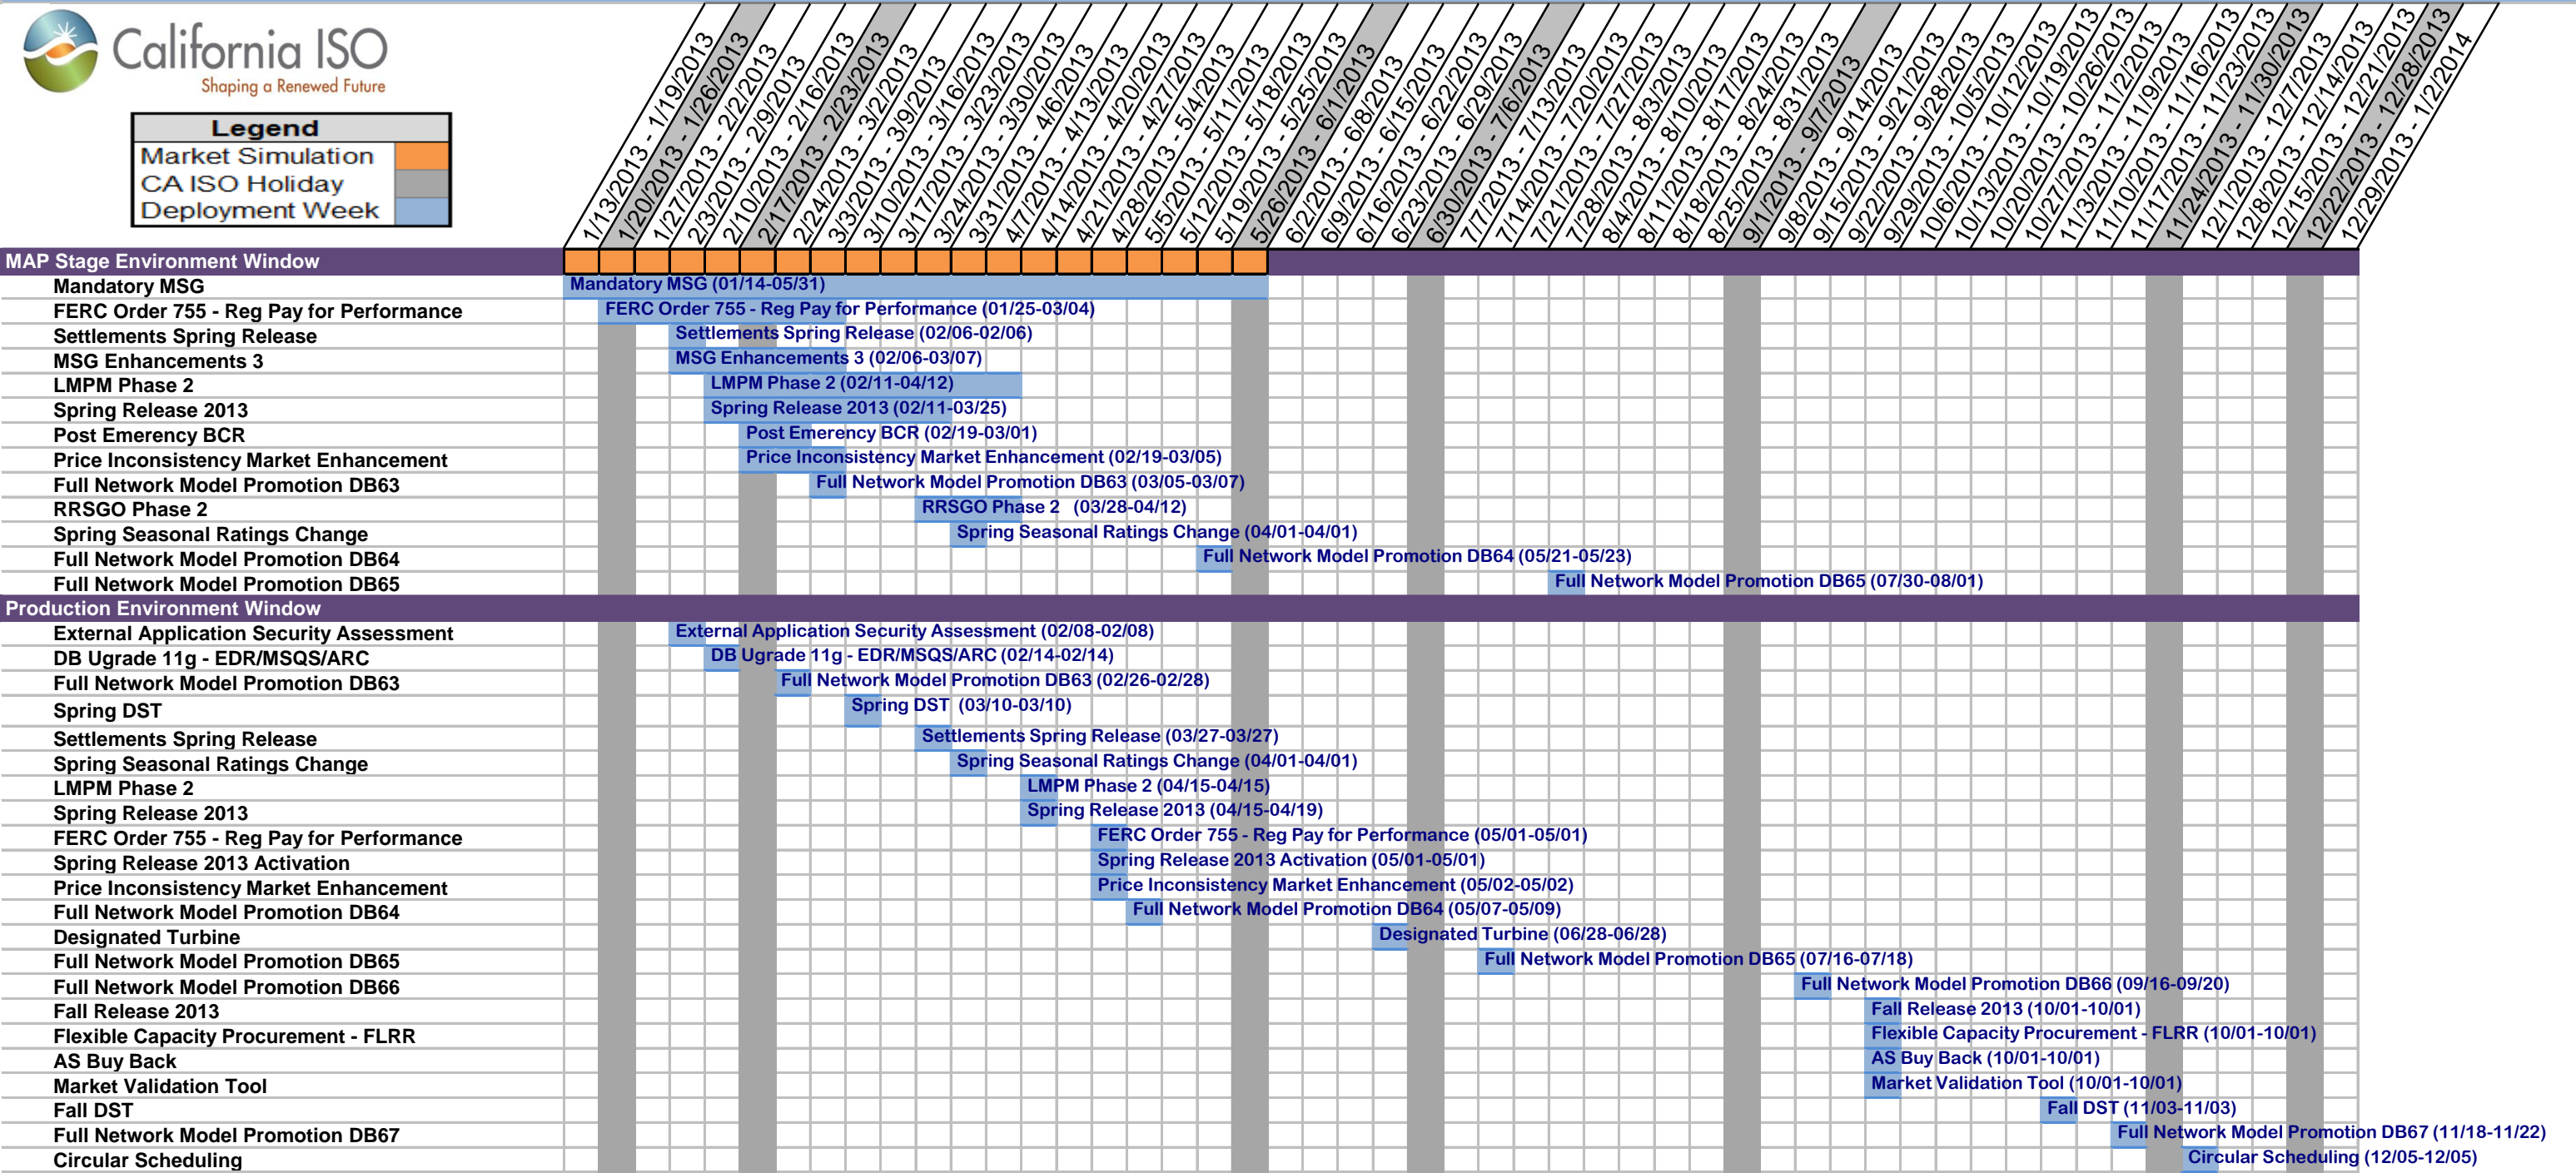 California ISO
Shaping a Renewed Future
Legend
Market Simulation
CA ISO Holiday
Deployment Week
1/13/2013 - 1/19/2013
1/20/2013 - 1/26/2013
1/27/2013 - 2/2/2013
2/3/2013 - 2/9/2013
2/10/2013 - 2/16/2013
2/17/2013 - 2/23/2013
2/24/2013 - 3/2/2013
3/3/2013 - 3/9/2013
3/10/2013 - 3/16/2013
3/17/2013 - 3/23/2013
3/24/2013 - 3/30/2013
3/31/2013 - 4/6/2013
4/7/2013 - 4/13/2013
4/14/2013 - 4/20/2013
4/21/2013 - 4/27/2013
4/28/2013 - 5/4/2013
5/5/2013 - 5/11/2013
5/12/2013 - 5/18/2013
5/19/2013 - 5/25/2013
5/26/2013 - 6/1/2013
6/2/2013 - 6/8/2013
6/9/2013 - 6/15/2013
6/16/2013 - 6/22/2013
6/23/2013 - 6/29/2013
6/30/2013 - 7/6/2013
7/7/2013 - 7/13/2013
7/14/2013 - 7/20/2013
7/21/2013 - 7/27/2013
7/28/2013 - 8/3/2013
8/4/2013 - 8/10/2013
8/11/2013 - 8/17/2013
8/18/2013 - 8/24/2013
8/25/2013 - 8/31/2013
9/1/2013 - 9/7/2013
9/8/2013 - 9/14/2013
9/15/2013 - 9/21/2013
9/22/2013 - 9/28/2013
9/29/2013 - 10/5/2013
10/6/2013 - 10/12/2013
10/13/2013 - 10/19/2013
10/20/2013 - 10/26/2013
10/27/2013 - 11/2/2013
11/3/2013 - 11/9/2013
11/10/2013 - 11/16/2013
11/17/2013 - 11/23/2013
11/24/2013 - 11/30/2013
12/1/2013 - 12/7/2013
12/8/2013 - 12/14/2013
12/15/2013 - 12/21/2013
12/22/2013 - 12/28/2013
12/29/2013 - 1/2/2014
MAP Stage Environment Window
Mandatory MSG Mandatory MSG (01/14-05/31)
FERC Order 755 - Reg Pay for Performance FERC Order 755 - Reg Pay for Performance (01/25-03/04)
Settlements Spring Release Settlements Spring Release (02/06-02/06)
MSG Enhancements 3 MSG Enhancements 3 (02/06-03/07)
LMPM Phase 2 LMPM Phase 2 (02/11-04/12)
Spring Release 2013 Spring Release 2013 (02/11-03/25)
Post Emerency BCR Post Emerency BCR (02/19-03/01)
Price Inconsistency Market Enhancement Price Inconsistency Market Enhancement (02/19-03/05)
Full Network Model Promotion DB63 Full Network Model Promotion DB63 (03/05-03/07)
RRSGO Phase 2 RRSGO Phase 2 (03/28-04/12)
Spring Seasonal Ratings Change Spring Seasonal Ratings Change (04/01-04/01)
Full Network Model Promotion DB64 Full Network Model Promotion DB64 (05/21-05/23)
Full Network Model Promotion DB65 Full Network Model Promotion DB65 (07/30-08/01)
Production Environment Window
External Application Security Assessment External Application Security Assessment (02/08-02/08)
DB Ugrade 11g - EDR/MSQS/ARC DB Ugrade 11g - EDR/MSQS/ARC (02/14-02/14)
Full Network Model Promotion DB63 Full Network Model Promotion DB63 (02/26-02/28)
Spring DST Spring DST (03/10-03/10)
Settlements Spring Release Settlements Spring Release (03/27-03/27)
Spring Seasonal Ratings Change Spring Seasonal Ratings Change (04/01-04/01)
LMPM Phase 2 LMPM Phase 2 (04/15-04/15)
Spring Release 2013 Spring Release 2013 (04/15-04/19)
FERC Order 755 - Reg Pay for Performance FERC Order 755 - Reg Pay for Performance (05/01-05/01)
Spring Release 2013 Activation Spring Release 2013 Activation (05/01-05/01)
Price Inconsistency Market Enhancement Price Inconsistency Market Enhancement (05/02-05/02)
Full Network Model Promotion DB64 Full Network Model Promotion DB64 (05/07-05/09)
Designated Turbine Designated Turbine (06/28-06/28)
Full Network Model Promotion DB65 Full Network Model Promotion DB65 (07/16-07/18)
Full Network Model Promotion DB66 Full Network Model Promotion DB66 (09/16-09/20)
Fall Release 2013 Fall Release 2013 (10/01-10/01)
Flexible Capacity Procurement - FLRR Flexible Capacity Procurement - FLRR (10/01-10/01)
AS Buy Back AS Buy Back (10/01-10/01)
Market Validation Tool Market Validation Tool (10/01-10/01)
Fall DST Fall DST (11/03-11/03)
Full Network Model Promotion DB67 Full Network Model Promotion DB67 (11/18-11/22)
Circular Scheduling Circular Scheduling (12/05-12/05)